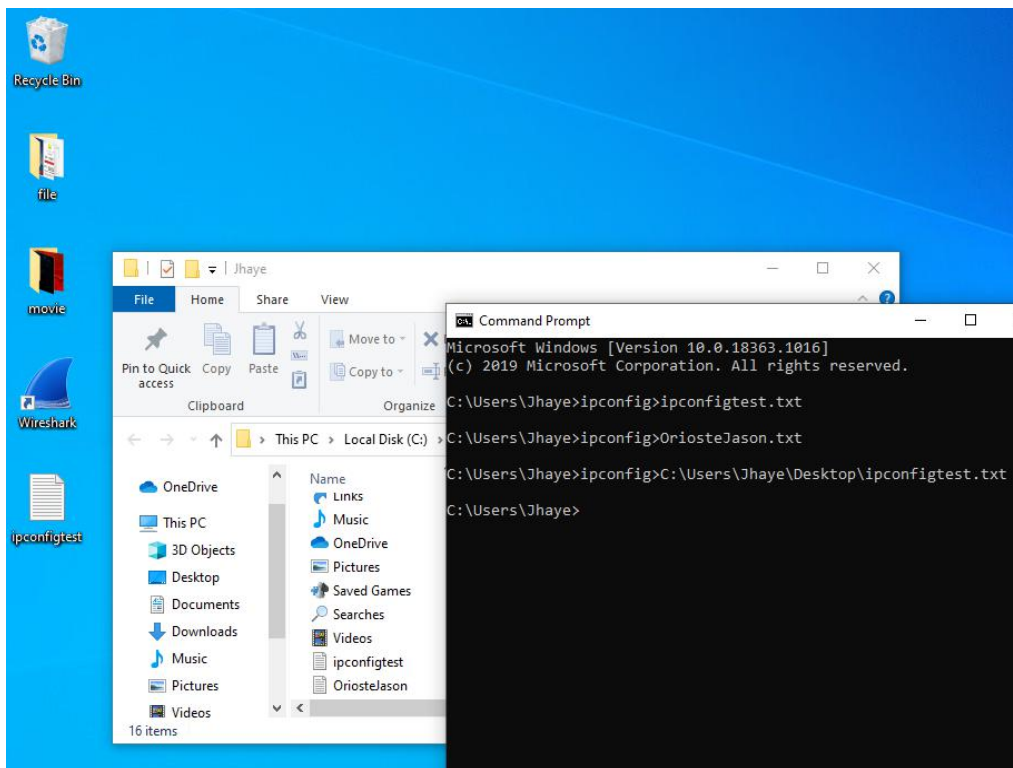 Recycle Bin
file
movie
Wireshark
ipconfigtest
Jhaye
File Home Share View
Pin to Quick access
Copy
Paste
Move to
Copy to
Clipboard
Organize
This PC > Local Disk (C:) >
OneDrive
This PC
3D Objects
Desktop
Documents
Downloads
Music
Pictures
Videos
Name
Links
Music
OneDrive
Pictures
Saved Games
Searches
Videos
ipconfigtest
OriosteJason
16 items
Command Prompt
Microsoft Windows [Version 10.0.18363.1016]
(c) 2019 Microsoft Corporation. All rights reserved.
C:\Users\Jhaye>ipconfig>ipconfigtest.txt
C:\Users\Jhaye>ipconfig>OriosteJason.txt
C:\Users\Jhaye>ipconfig>C:\Users\Jhaye\Desktop\ipconfigtest.txt
C:\Users\Jhaye>